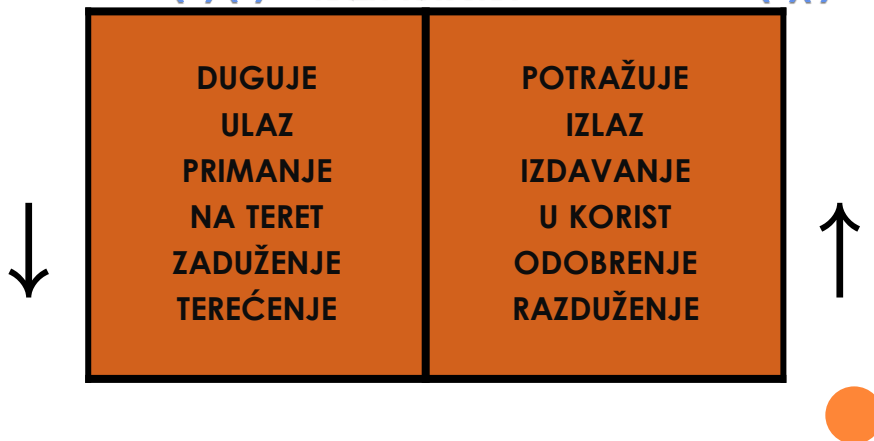 DUGUJE
ULAZ
PRIMANJE
NA TERET
ZADUŽENJE
TEREĆENJE
POTRAŽUJE
IZLAZ
IZDAVANJE
U KORIST
ODOBRENJE
RAZDUŽENJE